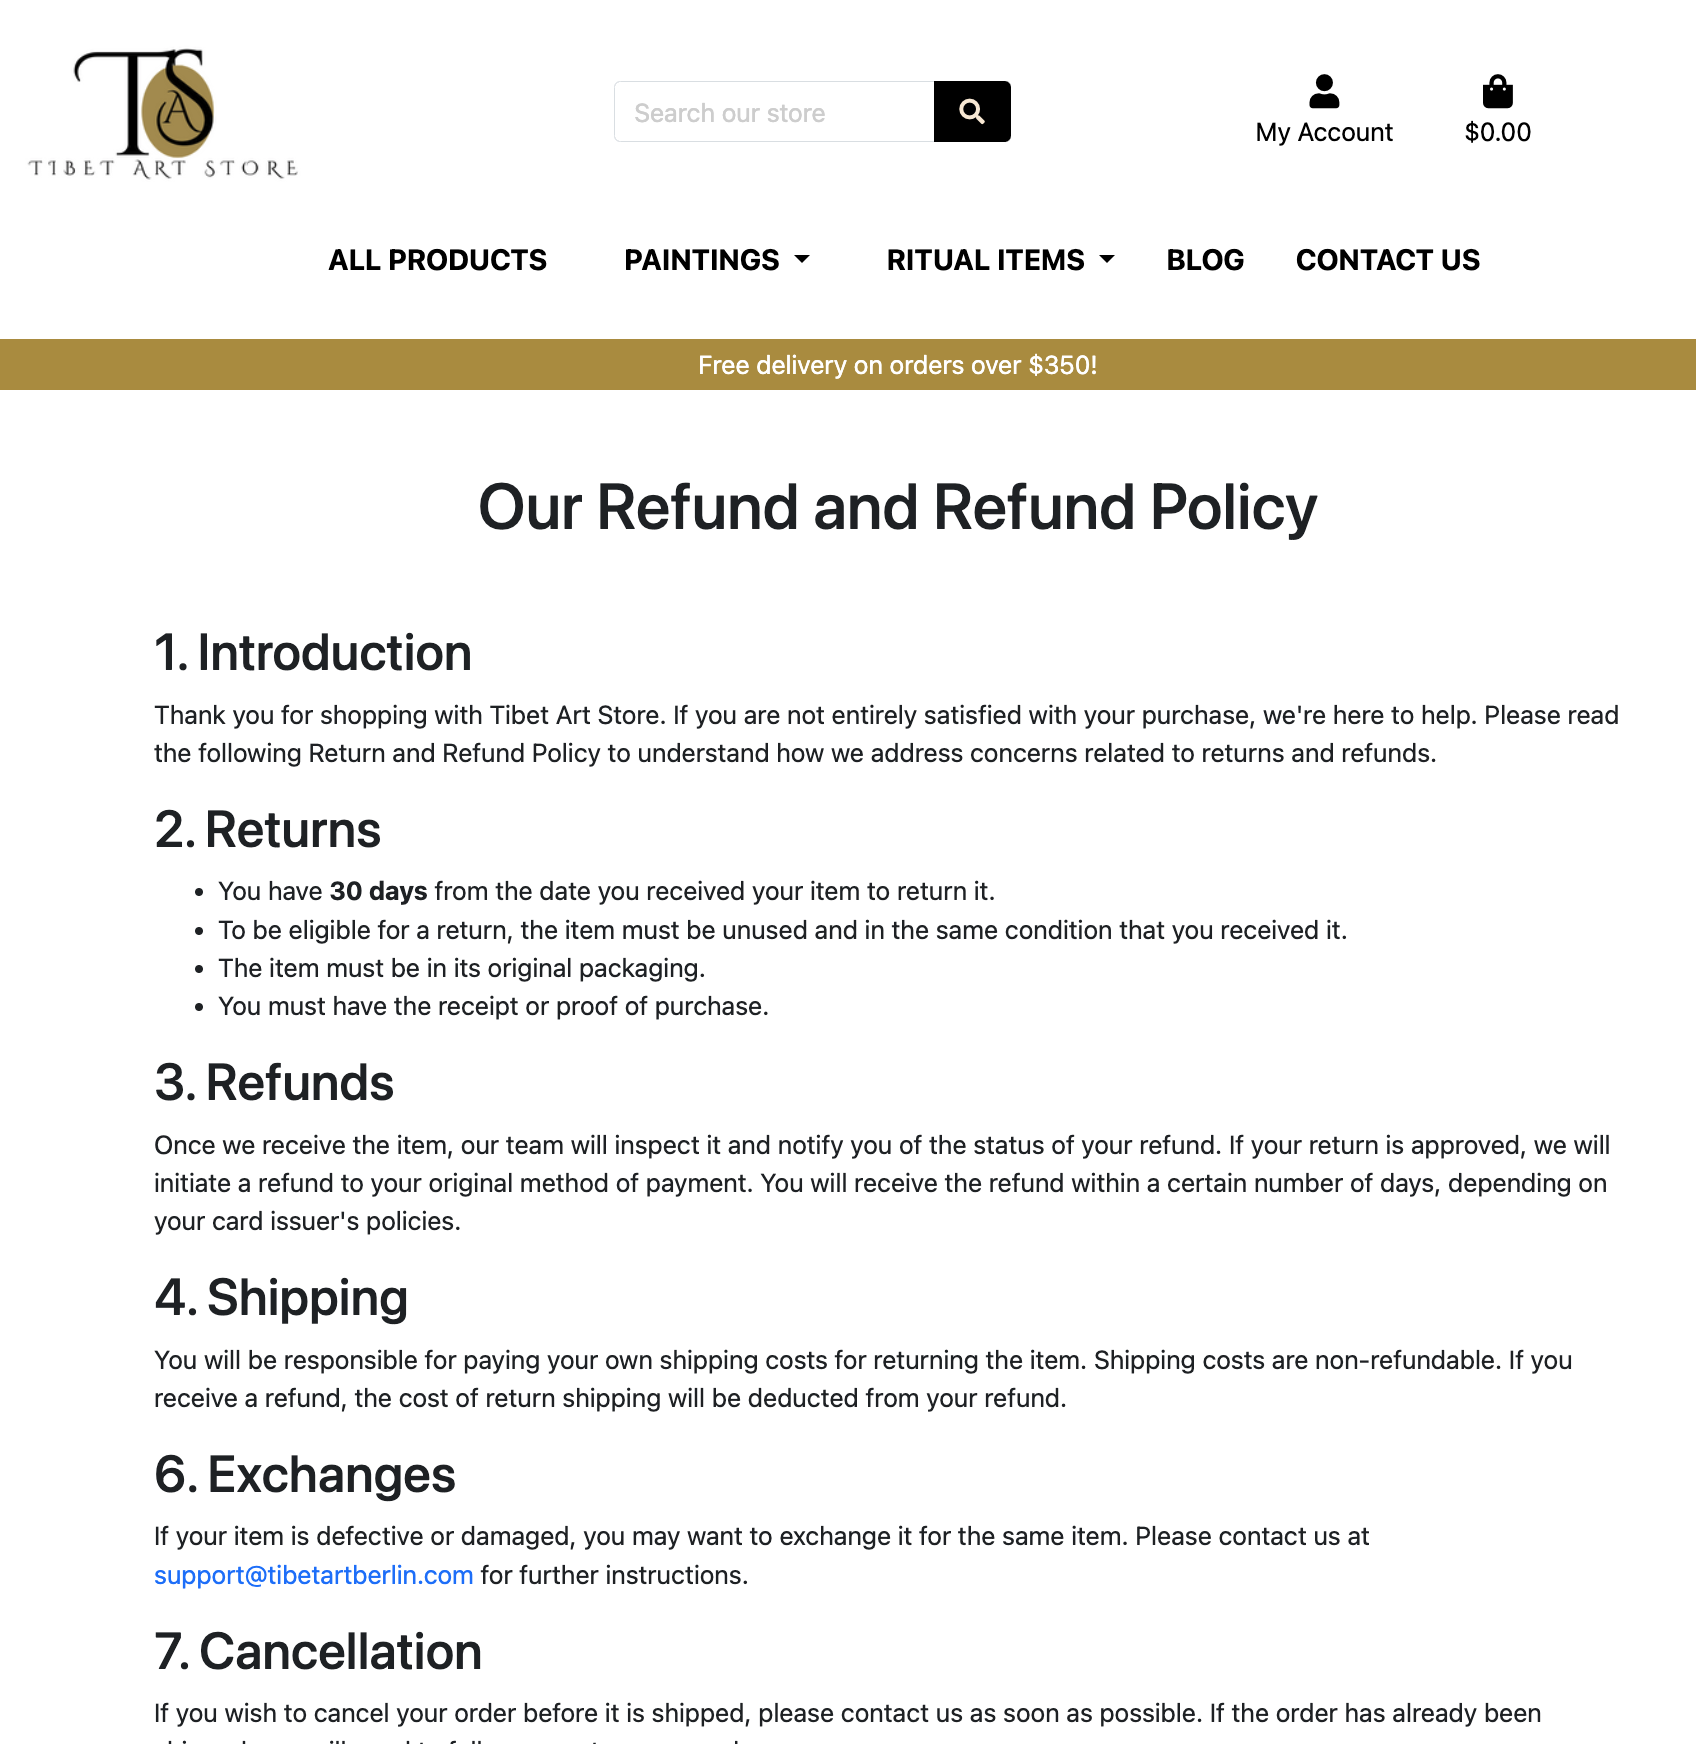 TSA
TIBET ART STORE
Search our store
My Account
$0.00
ALL PRODUCTS
PAINTINGS
RITUAL ITEMS
BLOG
CONTACT US
Free delivery on orders over $350!
Our Refund and Refund Policy
1. Introduction
Thank you for shopping with Tibet Art Store. If you are not entirely satisfied with your purchase, we're here to help. Please read
the following Return and Refund Policy to understand how we address concerns related to returns and refunds.
2. Returns
• You have 30 days from the date you received your item to return it.
• To be eligible for a return, the item must be unused and in the same condition that you received it.
• The item must be in its original packaging.
• You must have the receipt or proof of purchase.
3. Refunds
Once we receive the item, our team will inspect it and notify you of the status of your refund. If your return is approved, we will
initiate a refund to your original method of payment. You will receive the refund within a certain number of days, depending on
your card issuer's policies.
4. Shipping
You will be responsible for paying your own shipping costs for returning the item. Shipping costs are non-refundable. If you
receive a refund, the cost of return shipping will be deducted from your refund.
6. Exchanges
If your item is defective or damaged, you may want to exchange it for the same item. Please contact us at
support@tibetartberlin.com for further instructions.
7. Cancellation
If you wish to cancel your order before it is shipped, please contact us as soon as possible. If the order has already been